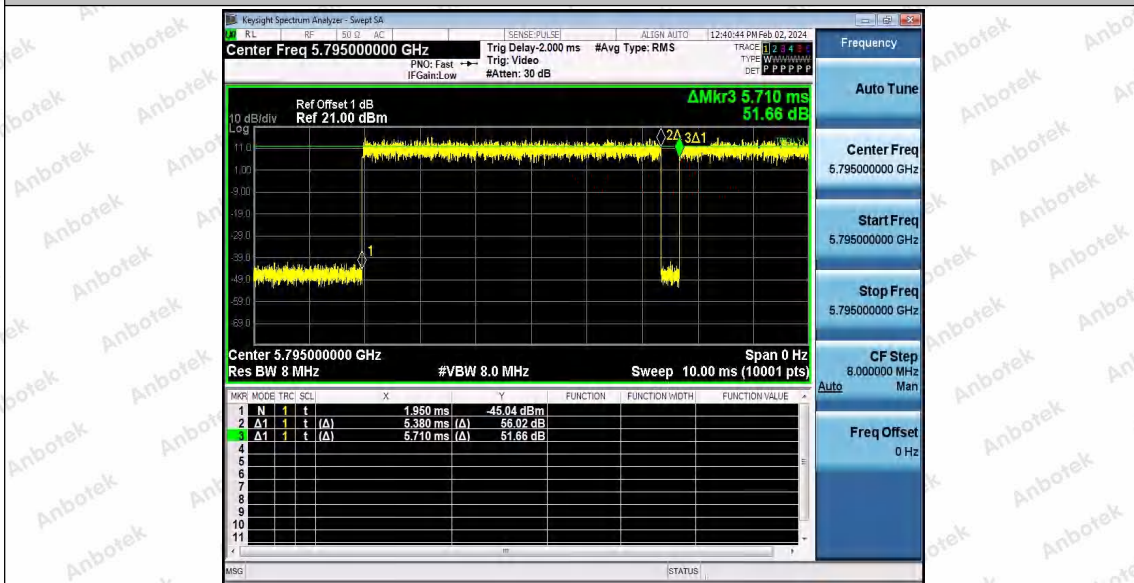 Keysight Spectrum Analyzer - Swept SA
RL RF 50 Ω AC SENSE:PULSE ALIGN AUTO 12:40:44 PM Feb 02, 2024
Center Freq 5.795000000 GHz
PNO: Fast
IFGain:Low
Trig Delay-2.000 ms
Trig: Video
#Atten: 30 dB
#Avg Type: RMS
TRACE 1 2 3 4 5 6
TYPE WWWWWW
DET P P P P P P
ΔMkr3 5.710 ms
51.66 dB
Ref Offset 1 dB
10 dB/div Ref 21.00 dBm
Log
11.0
1.00
-9.00
-19.0
-29.0
-39.0
-49.0
-59.0
-69.0
2Δ 3Δ1
1
Center 5.795000000 GHz Span 0 Hz
Res BW 8 MHz #VBW 8.0 MHz Sweep 10.00 ms (10001 pts)
MKR MODE TRC SCL X Y FUNCTION FUNCTION WIDTH FUNCTION VALUE
1 N 1 t 1.950 ms -45.04 dBm
2 Δ1 1 t (Δ) 5.380 ms (Δ) 56.02 dB
3 Δ1 1 t (Δ) 5.710 ms (Δ) 51.66 dB
4
5
6
7
8
9
10
11
MSG STATUS
Frequency
Auto Tune
Center Freq
5.795000000 GHz
Start Freq
5.795000000 GHz
Stop Freq
5.795000000 GHz
CF Step
8.000000 MHz
Auto Man
Freq Offset
0 Hz
Anbotek